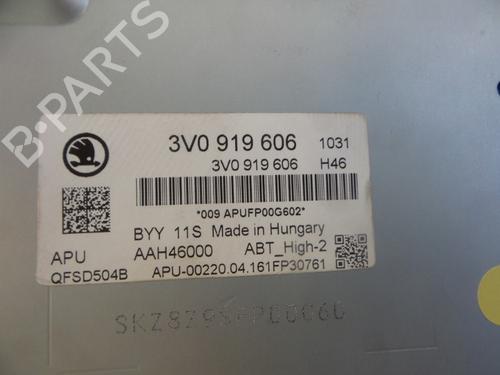 3V0 919 606 1031
3V0 919 606 H46
*009 APUFP00G602*
BYY 11S Made in Hungary
APU AAH46000 ABT_High-2
QFSD504B APU-00220.04.161FP30761
B-PARTS